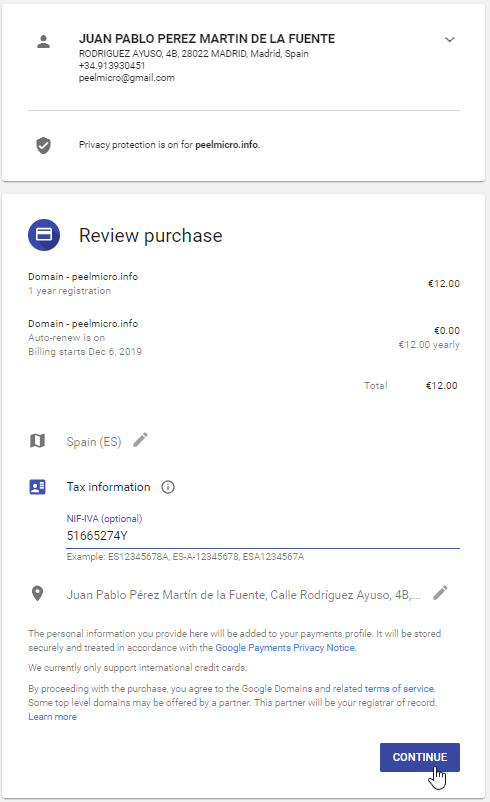 JUAN PABLO PEREZ MARTIN DE LA FUENTE
RODRIGUEZ AYUSO, 4B, 28022 MADRID, Madrid, Spain
+34.913930451
peelmicro@gmail.com
Privacy protection is on for peelmicro.info.
Review purchase
Domain - peelmicro.info
1 year registration
€12.00
Domain - peelmicro.info
Auto-renew is on
Billing starts Dec 6, 2019
€0.00
€12.00 yearly
Total €12.00
Spain (ES)
Tax information
NIF-IVA (optional)
51665274Y
Example: ES12345678A, ES-A-12345678, ESA1234567A
Juan Pablo Pérez Martín de la Fuente, Calle Rodríguez Ayuso, 4B,...
The personal information you provide here will be added to your payments profile. It will be stored
securely and treated in accordance with the Google Payments Privacy Notice.
We currently only support international credit cards.
By proceeding with the purchase, you agree to the Google Domains and related terms of service.
Some top level domains may be offered by a partner. This partner will be your registrar of record.
Learn more
CONTINUE